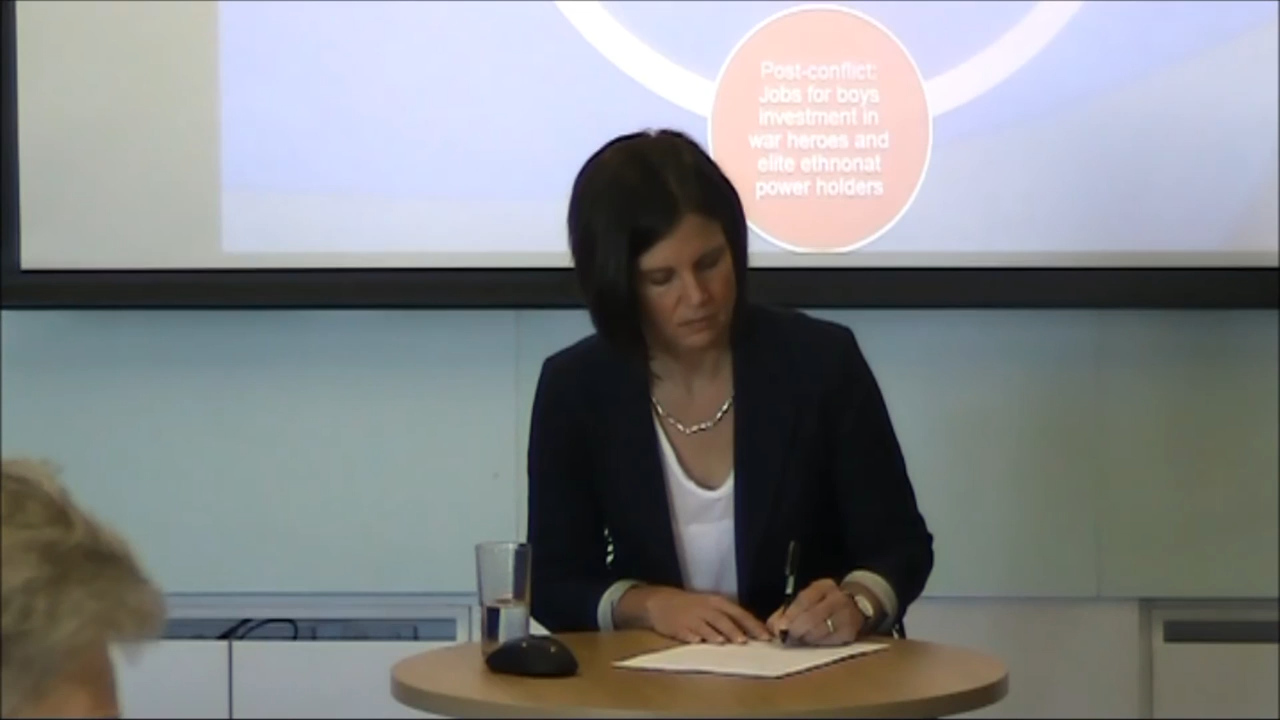 Post-conflict:
Jobs for boys
investment in
war heroes and
elite ethnonat
power holders